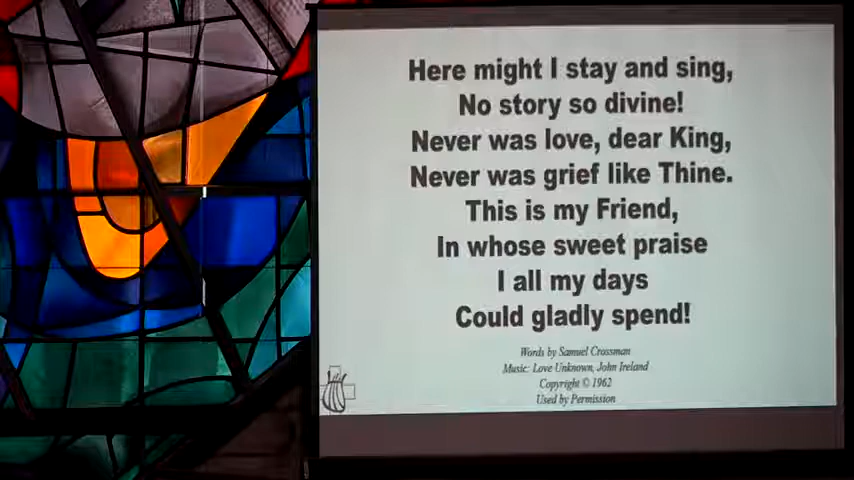 Here might I stay and sing,
No story so divine!
Never was love, dear King,
Never was grief like Thine.
This is my Friend,
In whose sweet praise
I all my days
Could gladly spend!
Words by Samuel Crossman
Music: Love Unknown, John Ireland
Copyright © 1962
Used by Permission